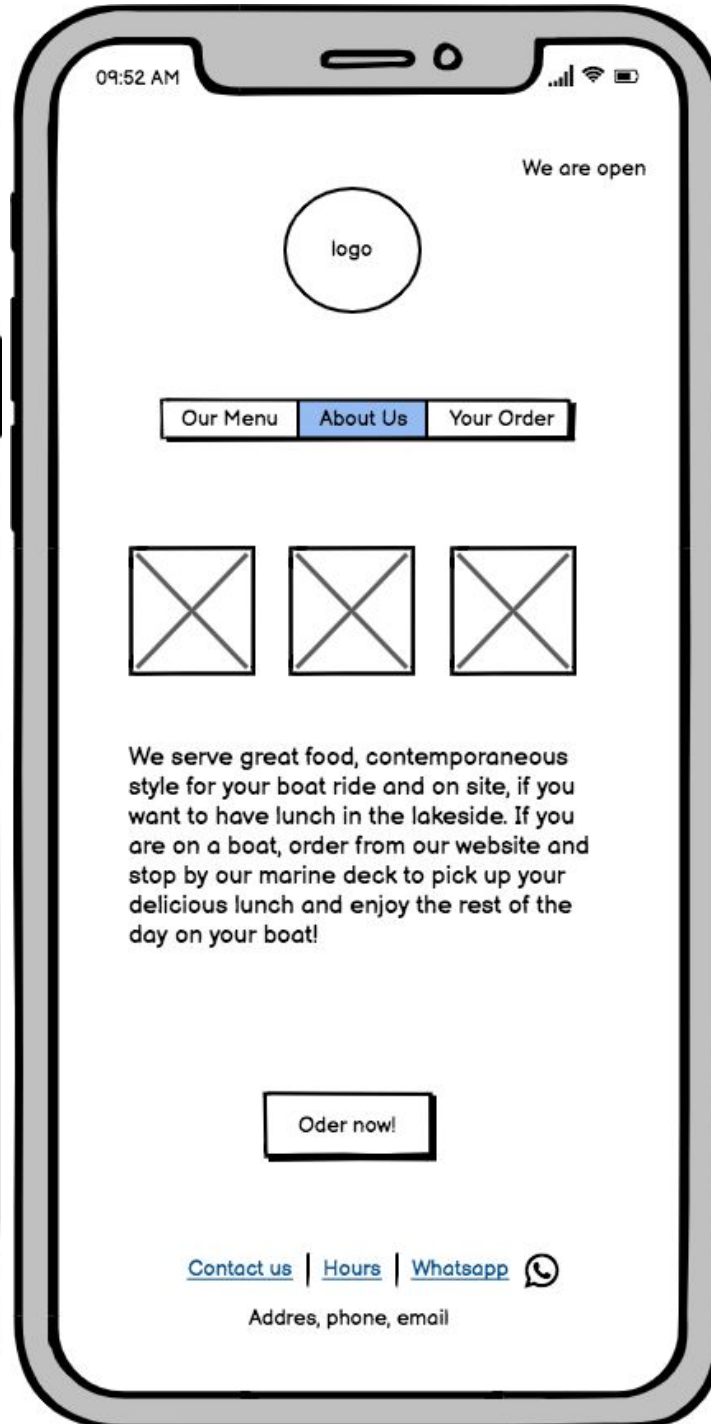 09:52 AM
We are open
logo
Our Menu About Us Your Order
We serve great food, contemporaneous
style for your boat ride and on site, if you
want to have lunch in the lakeside. If you
are on a boat, order from our website and
stop by our marine deck to pick up your
delicious lunch and enjoy the rest of the
day on your boat!
Oder now!
Contact us | Hours | Whatsapp
Addres, phone, email